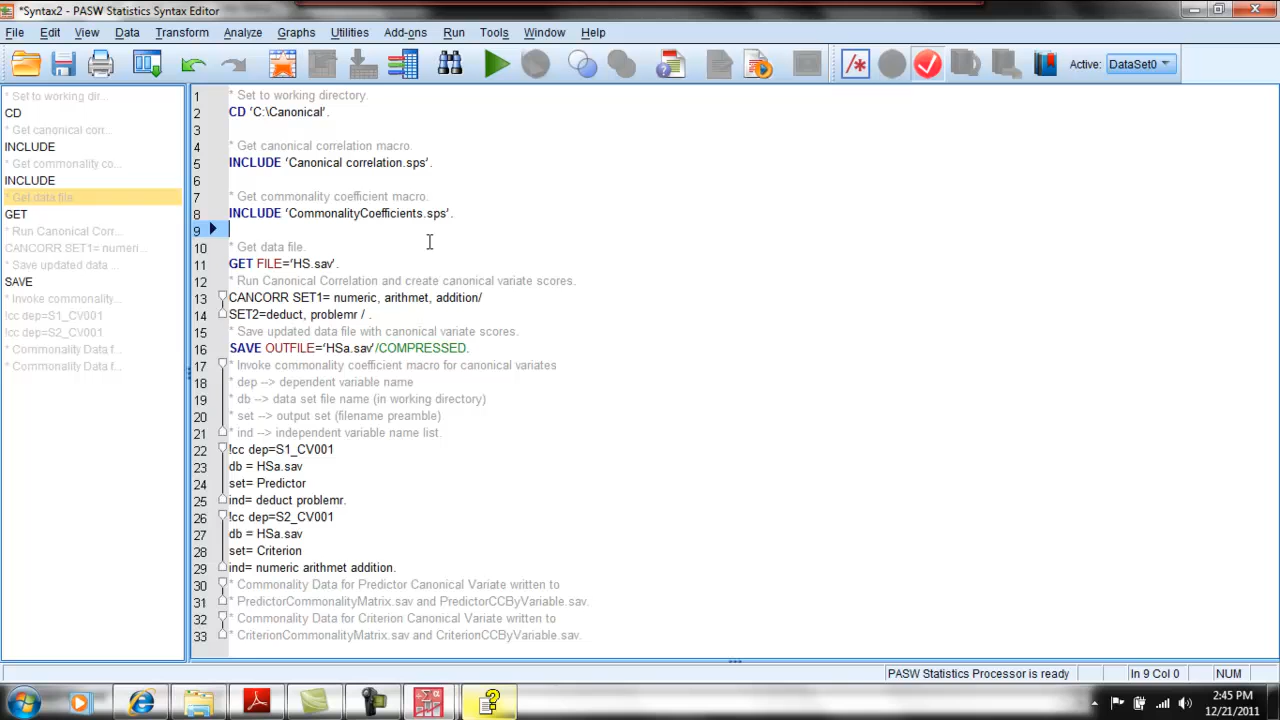 *Syntax2 - PASW Statistics Syntax Editor
File Edit View Data Transform Analyze Graphs Utilities Add-ons Run Tools Window Help
Active: DataSet0
* Set to working dir...
CD
* Get canonical corr...
INCLUDE
* Get commonality co...
INCLUDE
* Get data file.
GET
* Run Canonical Corr...
CANCORR SET1= numeri...
* Save updated data ...
SAVE
* Invoke commonality...
!cc dep=S1_CV001
!cc dep=S2_CV001
* Commonality Data f...
* Commonality Data f...
1 * Set to working directory.
2 CD 'C:\Canonical'.
3
4 * Get canonical correlation macro.
5 INCLUDE 'Canonical correlation.sps'.
6
7 * Get commonality coefficient macro.
8 INCLUDE 'CommonalityCoefficients.sps'.
9
10 * Get data file.
11 GET FILE='HS.sav'.
12 * Run Canonical Correlation and create canonical variate scores.
13 CANCORR SET1= numeric, arithmet, addition/
14 SET2=deduct, problemr / .
15 * Save updated data file with canonical variate scores.
16 SAVE OUTFILE='HSa.sav'/COMPRESSED.
17 * Invoke commonality coefficient macro for canonical variates
18 * dep --> dependent variable name
19 * db --> data set file name (in working directory)
20 * set --> output set (filename preamble)
21 * ind --> independent variable name list.
22 !cc dep=S1_CV001
23 db = HSa.sav
24 set= Predictor
25 ind= deduct problemr.
26 !cc dep=S2_CV001
27 db = HSa.sav
28 set= Criterion
29 ind= numeric arithmet addition.
30 * Commonality Data for Predictor Canonical Variate written to
31 * PredictorCommonalityMatrix.sav and PredictorCCByVariable.sav.
32 * Commonality Data for Criterion Canonical Variate written to
33 * CriterionCommonalityMatrix.sav and CriterionCCByVariable.sav.
PASW Statistics Processor is ready In 9 Col 0 NUM
2:45 PM
12/21/2011